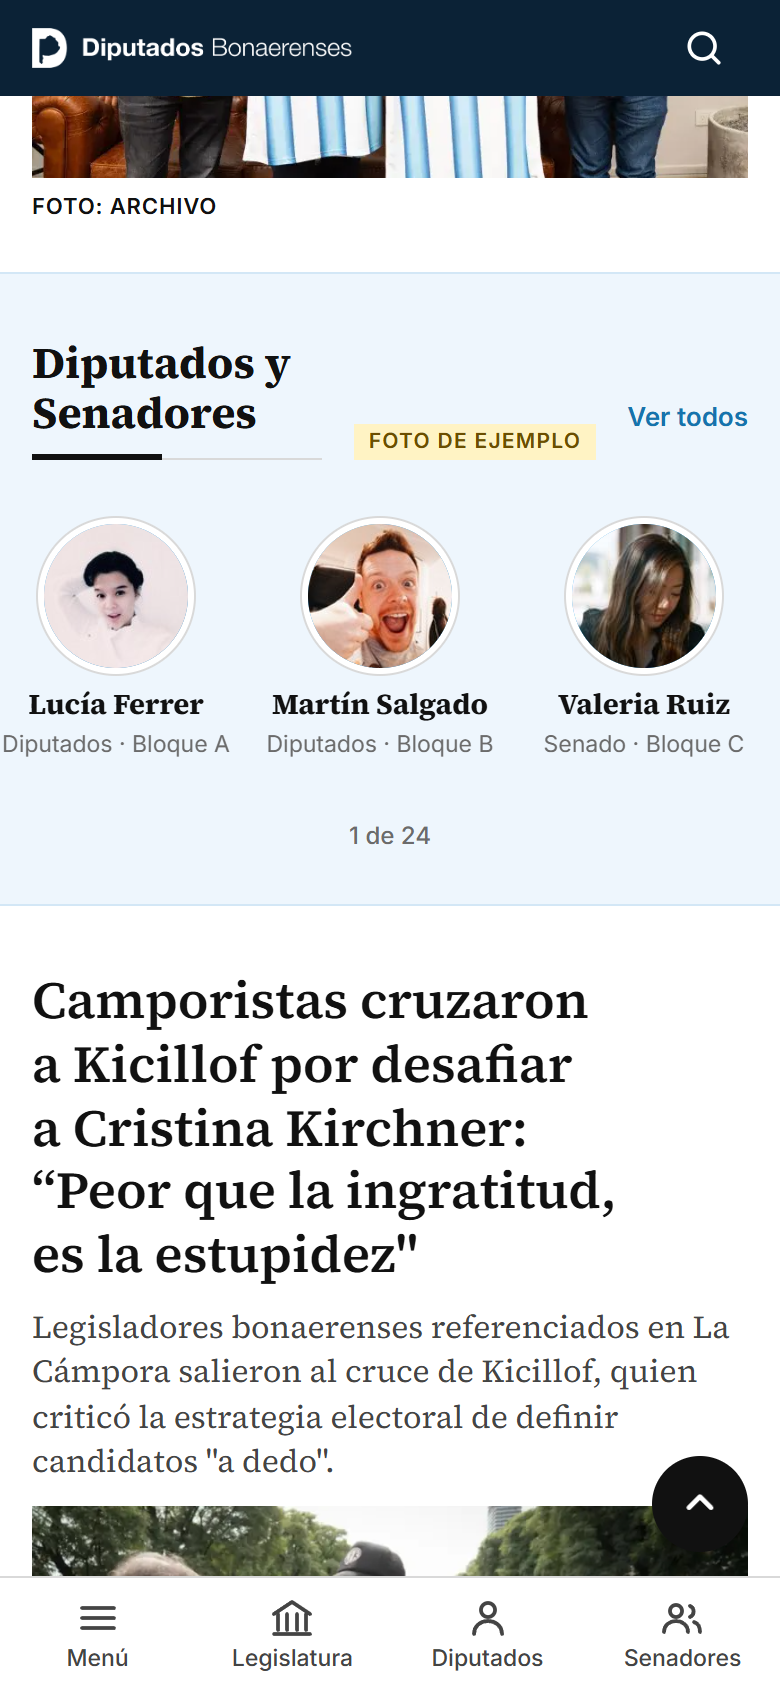 Diputados Bonaerenses
FOTO: ARCHIVO
Diputados y
Senadores
FOTO DE EJEMPLO
Ver todos
Lucía Ferrer
Diputados · Bloque A
Martín Salgado
Diputados · Bloque B
Valeria Ruiz
Senado · Bloque C
1 de 24
Camporistas cruzaron
a Kicillof por desafiar
a Cristina Kirchner:
“Peor que la ingratitud,
es la estupidez"
Legisladores bonaerenses referenciados en La
Cámpora salieron al cruce de Kicillof, quien
criticó la estrategia electoral de definir
candidatos "a dedo".
Menú
Legislatura
Diputados
Senadores